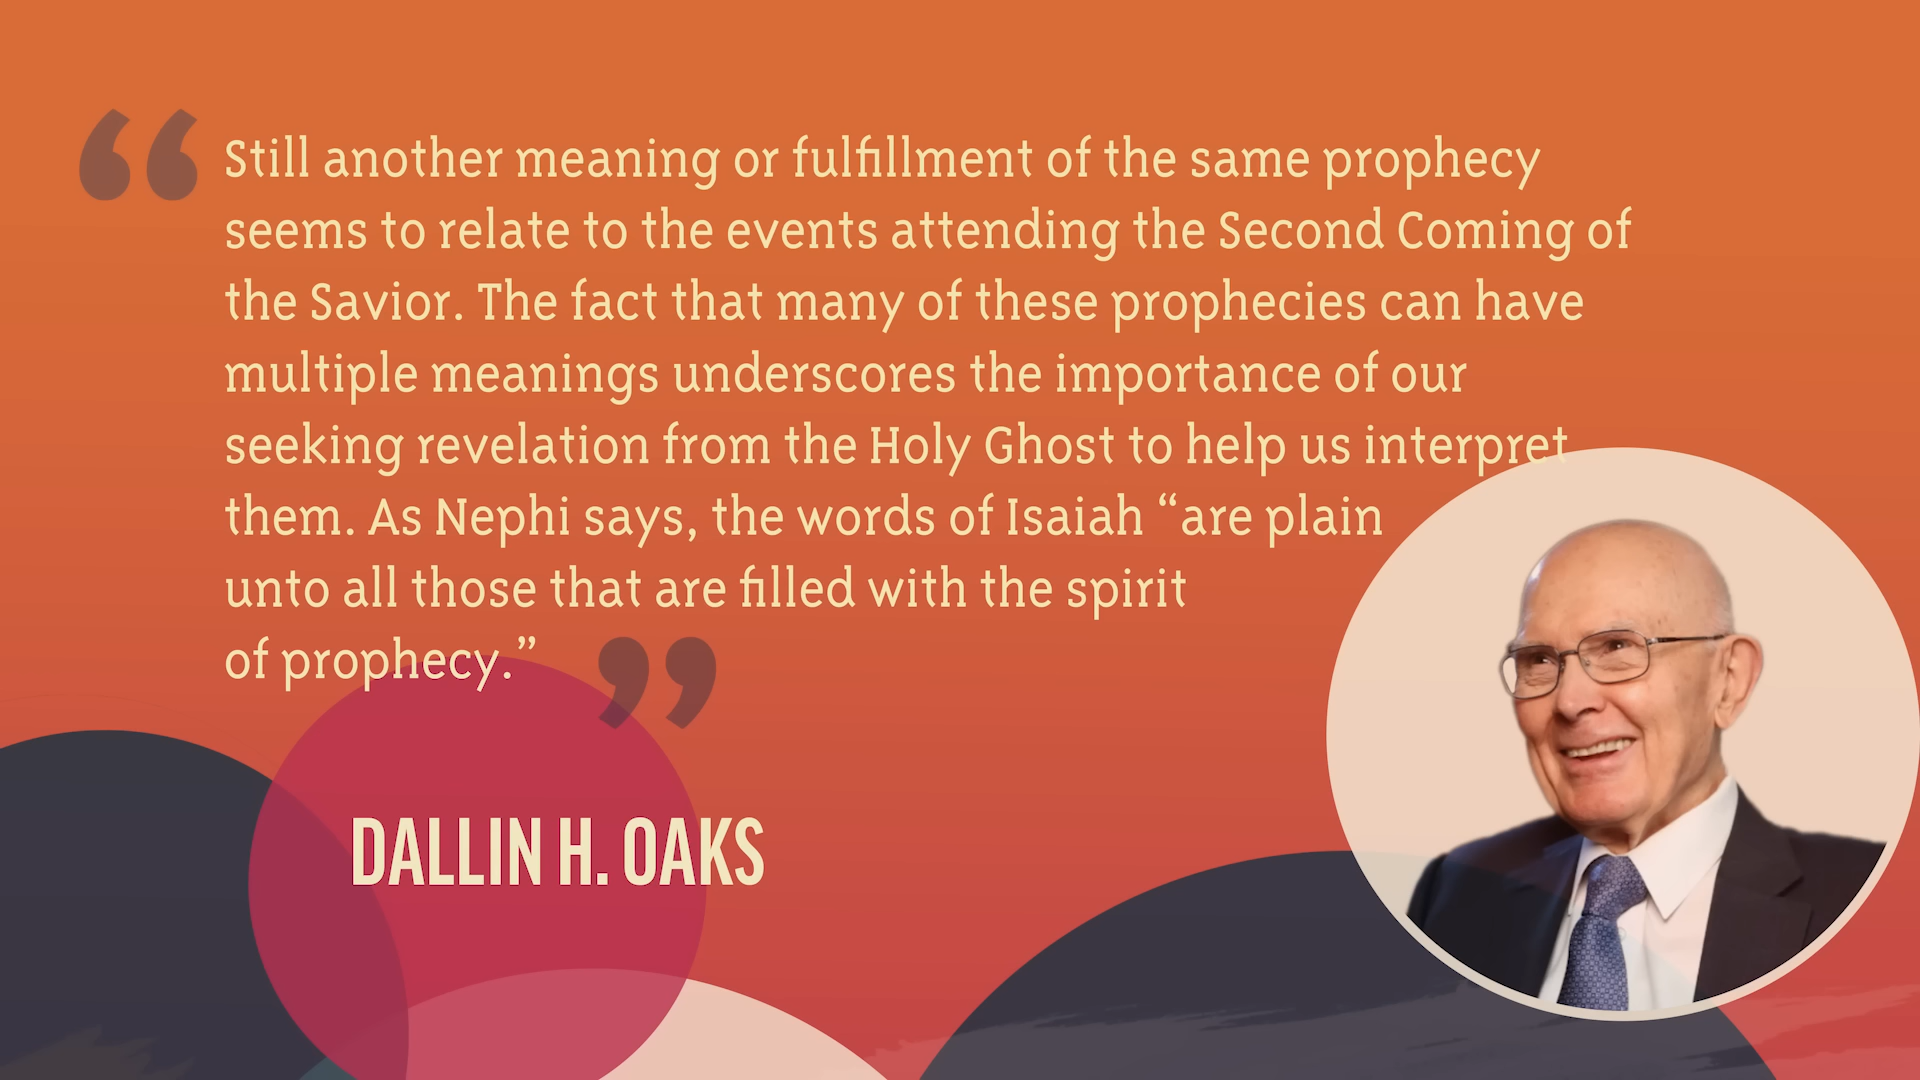 “
Still another meaning or fulfillment of the same prophecy
seems to relate to the events attending the Second Coming of
the Savior. The fact that many of these prophecies can have
multiple meanings underscores the importance of our
seeking revelation from the Holy Ghost to help us interpret
them. As Nephi says, the words of Isaiah “are plain
unto all those that are filled with the spirit
of prophecy.”
”
DALLIN H. OAKS